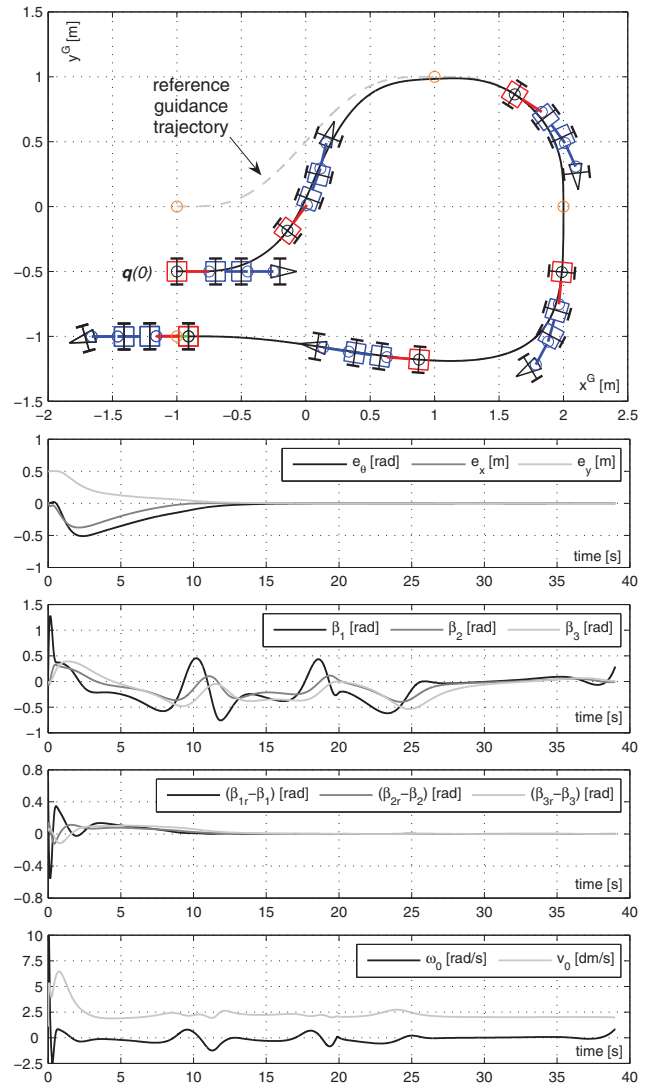 1.5
y^G [m]
1
0.5
0
−0.5
−1
−1.5
reference
guidance
trajectory
q(0)
x^G [m]
−2 −1.5 −1 −0.5 0 0.5 1 1.5 2 2.5
1
0.5
0
−0.5
−1
e_θ [rad] e_x [m] e_y [m]
time [s]
0 5 10 15 20 25 30 35 40
1.5
1
0.5
0
−0.5
−1
β_1 [rad] β_2 [rad] β_3 [rad]
time [s]
0 5 10 15 20 25 30 35 40
0.8
0.4
0
−0.4
−0.8
(β_1r−β_1) [rad] (β_2r−β_2) [rad] (β_3r−β_3) [rad]
time [s]
0 5 10 15 20 25 30 35 40
10
7.5
5
2.5
0
−2.5
ω_0 [rad/s] v_0 [dm/s]
time [s]
0 5 10 15 20 25 30 35 40